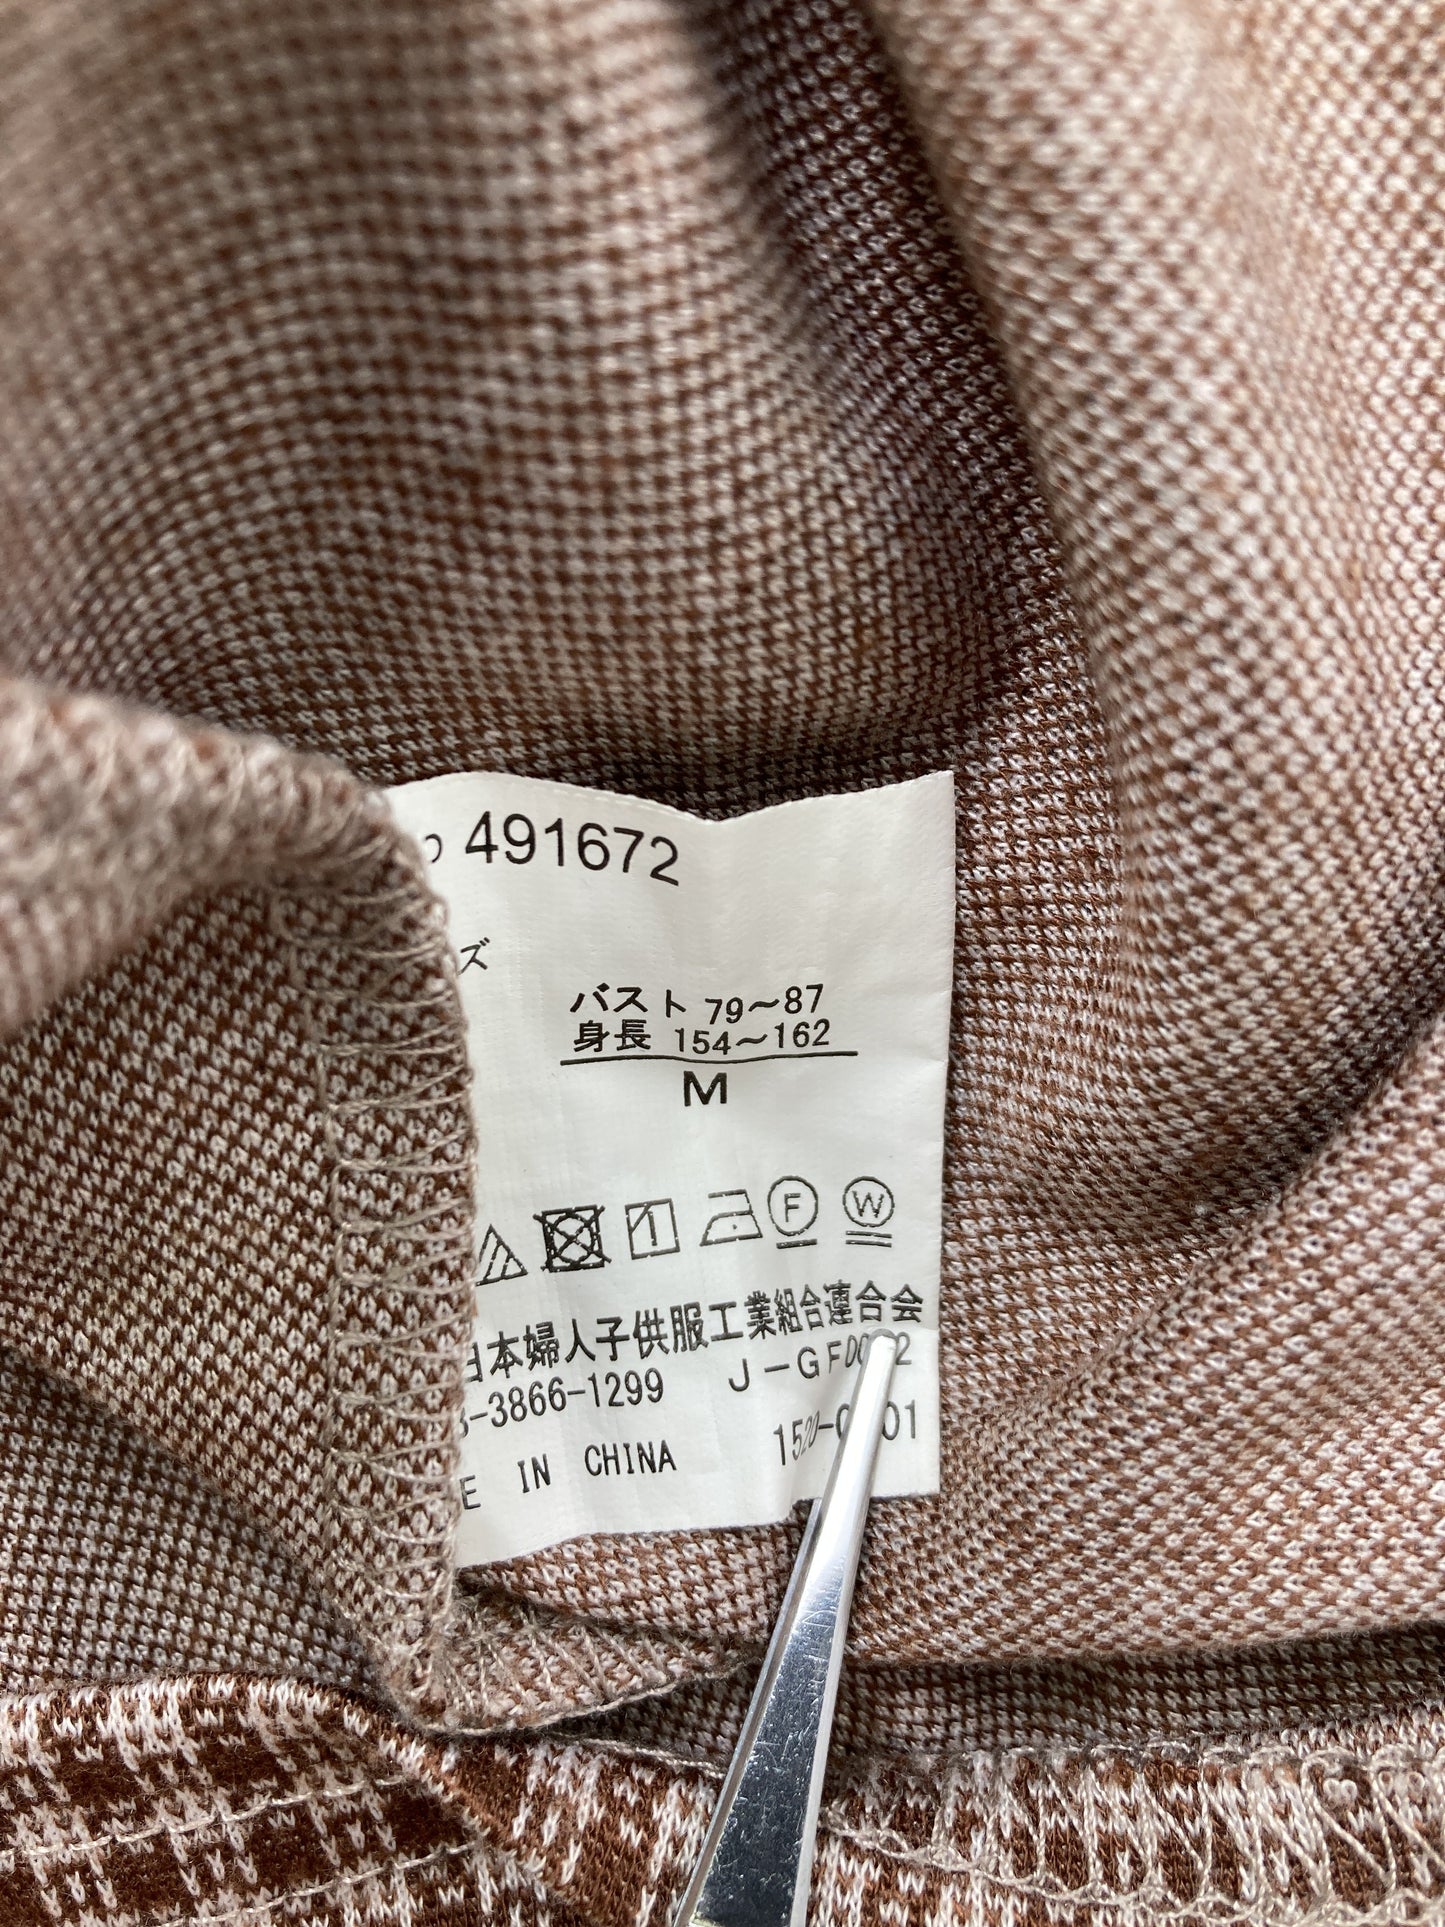 491672
ズ
バスト 79～87
身長 154～162
M
F W
日本婦人子供服工業組合連合会
-3866-1299 J-GF
E IN CHINA